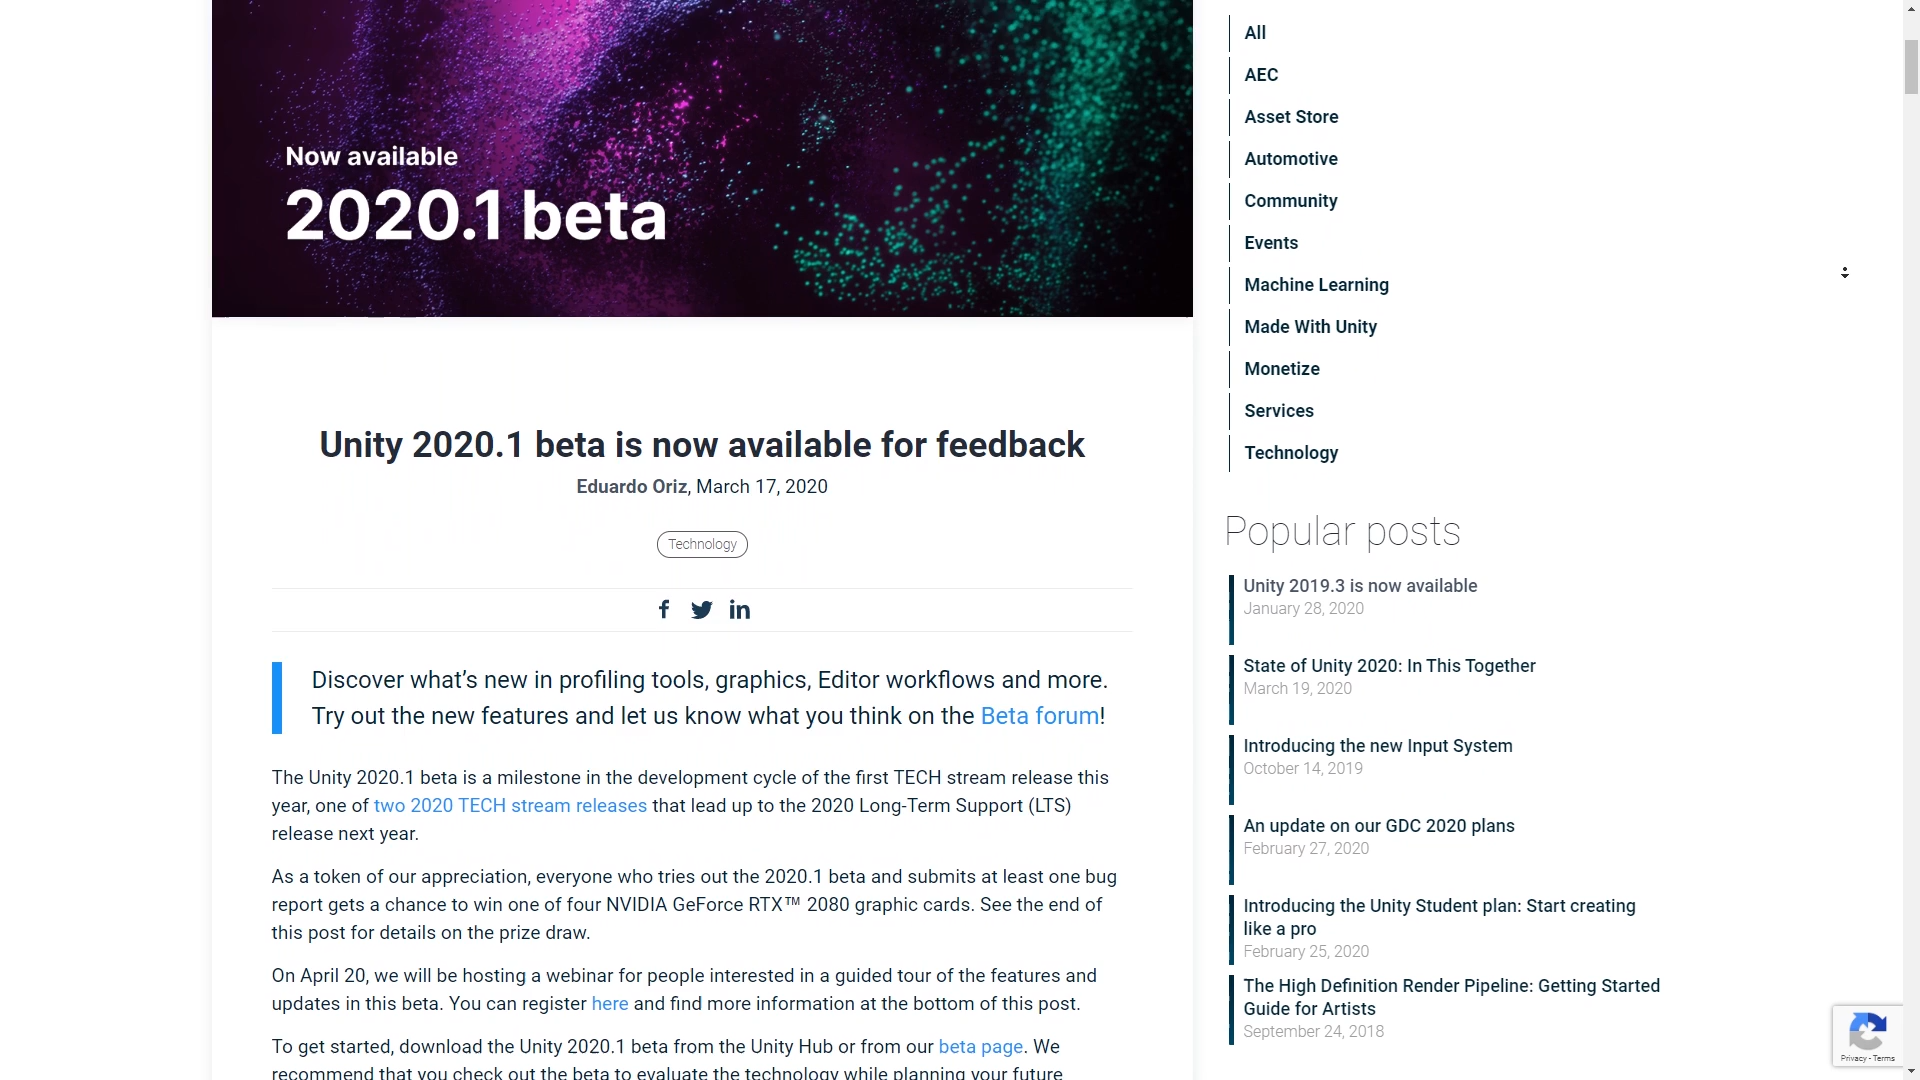 Now available
2020.1 beta
Unity 2020.1 beta is now available for feedback
Eduardo Oriz, March 17, 2020
Technology
Discover what’s new in profiling tools, graphics, Editor workflows and more.
Try out the new features and let us know what you think on the Beta forum!
The Unity 2020.1 beta is a milestone in the development cycle of the first TECH stream release this
year, one of two 2020 TECH stream releases that lead up to the 2020 Long-Term Support (LTS)
release next year.
As a token of our appreciation, everyone who tries out the 2020.1 beta and submits at least one bug
report gets a chance to win one of four NVIDIA GeForce RTX™ 2080 graphic cards. See the end of
this post for details on the prize draw.
On April 20, we will be hosting a webinar for people interested in a guided tour of the features and
updates in this beta. You can register here and find more information at the bottom of this post.
To get started, download the Unity 2020.1 beta from the Unity Hub or from our beta page. We
recommend that you check out the beta to evaluate the technology while planning your future
All
AEC
Asset Store
Automotive
Community
Events
Machine Learning
Made With Unity
Monetize
Services
Technology
Popular posts
Unity 2019.3 is now available
January 28, 2020
State of Unity 2020: In This Together
March 19, 2020
Introducing the new Input System
October 14, 2019
An update on our GDC 2020 plans
February 27, 2020
Introducing the Unity Student plan: Start creating
like a pro
February 25, 2020
The High Definition Render Pipeline: Getting Started
Guide for Artists
September 24, 2018
Privacy - Terms